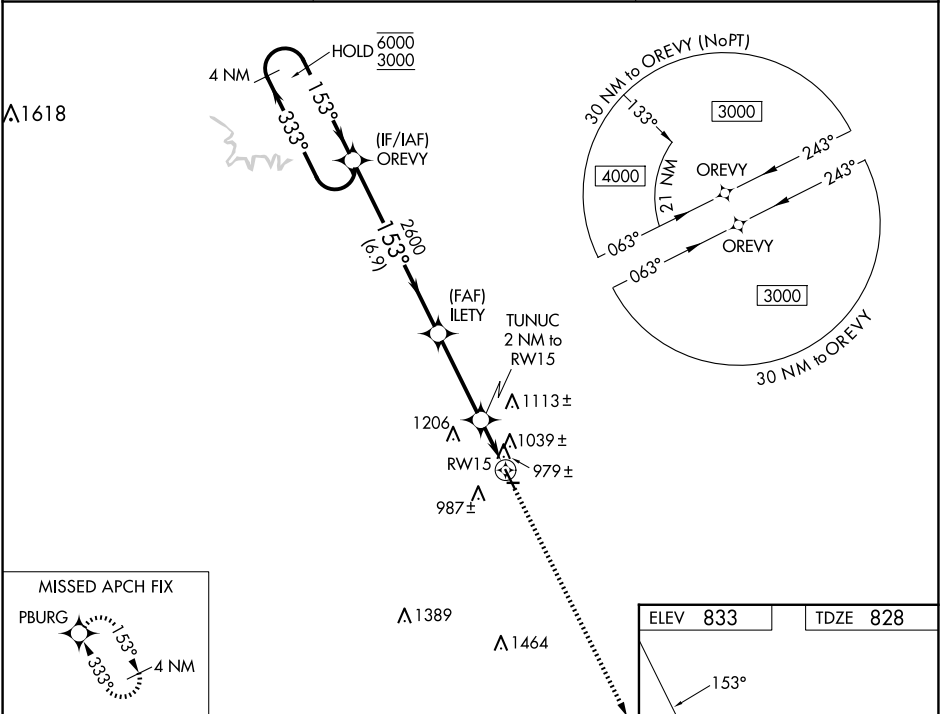 HOLD 6000
3000
4 NM
153°
333°
1618
(IF/IAF)
OREVY
2600
153°
(6.9)
(FAF)
ILETY
TUNUC
2 NM to
RW15
1113±
1206
1039±
RW15
979±
987±
1389
1464
30 NM to OREVY (NoPT)
133°
3000
4000
21 NM
OREVY
243°
063°
243°
OREVY
063°
3000
30 NM to OREVY
MISSED APCH FIX
PBURG
153°
333°
4 NM
ELEV 833
TDZE 828
153°